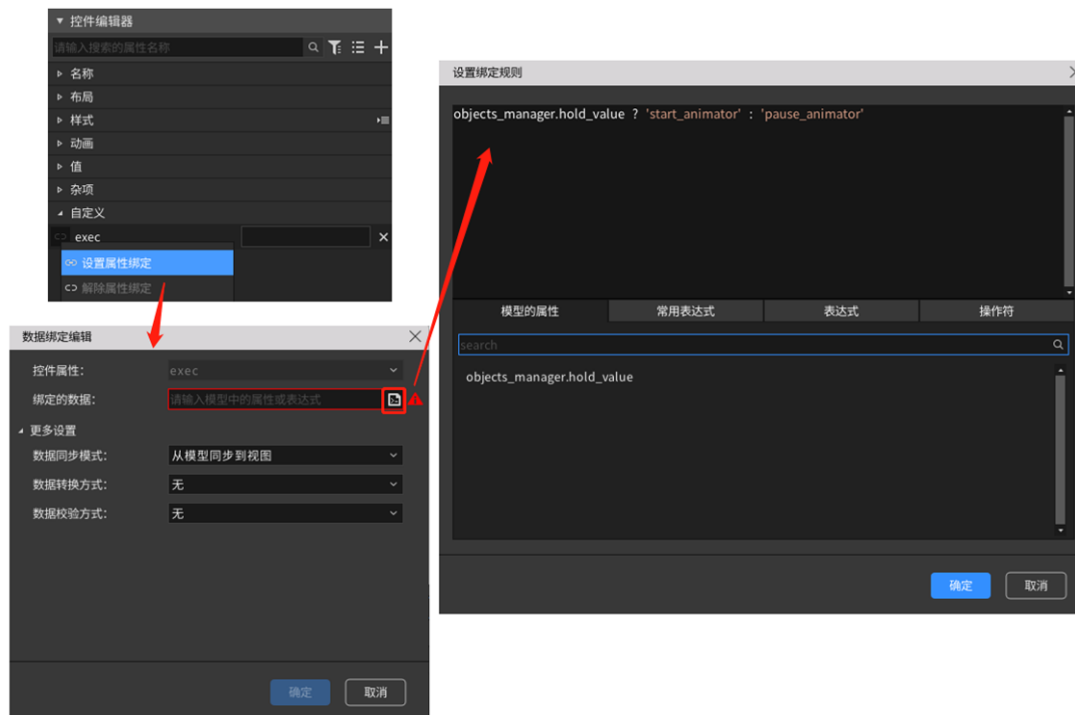 控件编辑器
请输入搜索的属性名称
名称
布局
样式
动画
值
杂项
自定义
exec
设置属性绑定
解除属性绑定
数据绑定编辑
控件属性:
exec
绑定的数据:
请输入模型中的属性或表达式
更多设置
数据同步模式:
从模型同步到视图
数据转换方式:
无
数据校验方式:
无
确定
取消
设置绑定规则
objects_manager.hold_value ? 'start_animator' : 'pause_animator'
模型的属性
常用表达式
表达式
操作符
search
objects_manager.hold_value
确定
取消